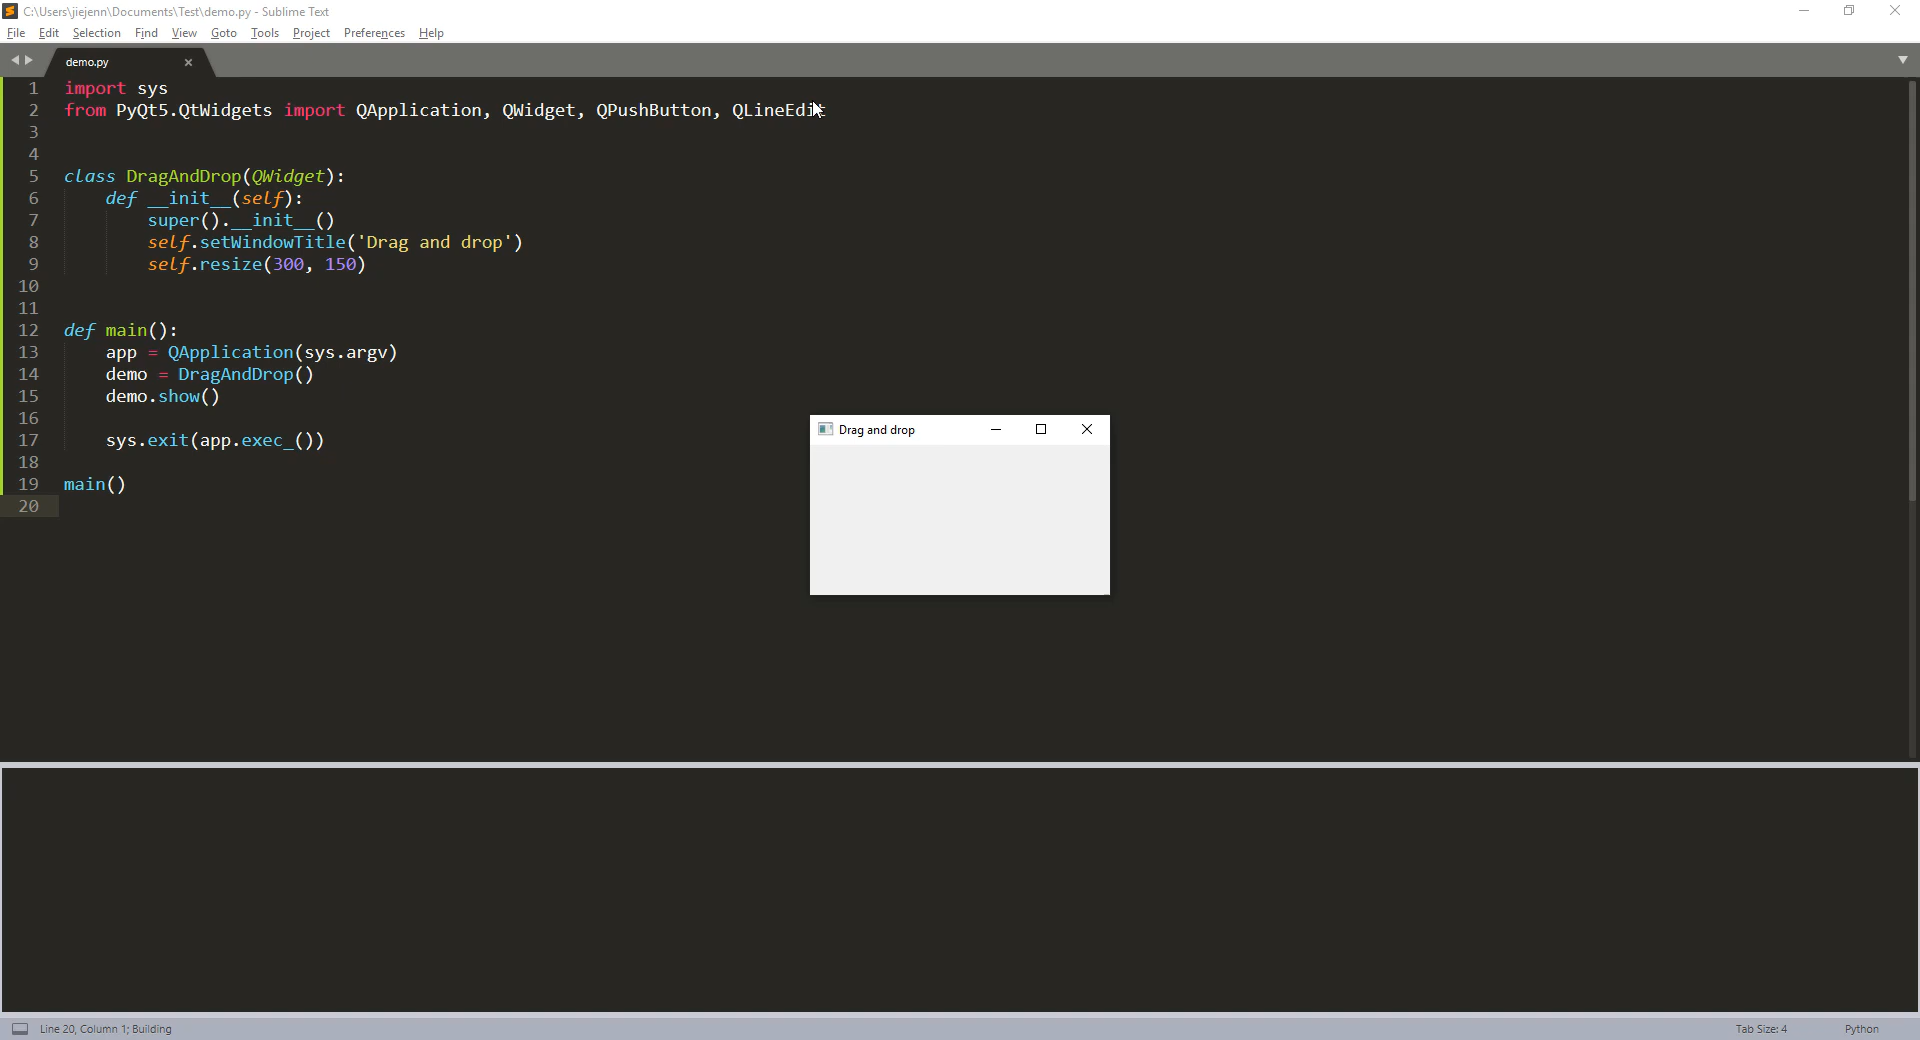 C:\Users\jiejenn\Documents\Test\demo.py - Sublime Text
File Edit Selection Find View Goto Tools Project Preferences Help
demo.py
1 import sys
2 from PyQt5.QtWidgets import QApplication, QWidget, QPushButton, QLineEdit
3
4
5 class DragAndDrop(QWidget):
6 def __init__(self):
7 super().__init__()
8 self.setWindowTitle('Drag and drop')
9 self.resize(300, 150)
10
11
12 def main():
13 app = QApplication(sys.argv)
14 demo = DragAndDrop()
15 demo.show()
16
17 sys.exit(app.exec_())
18
19 main()
20
Drag and drop
Line 20, Column 1; Building
Tab Size: 4 Python